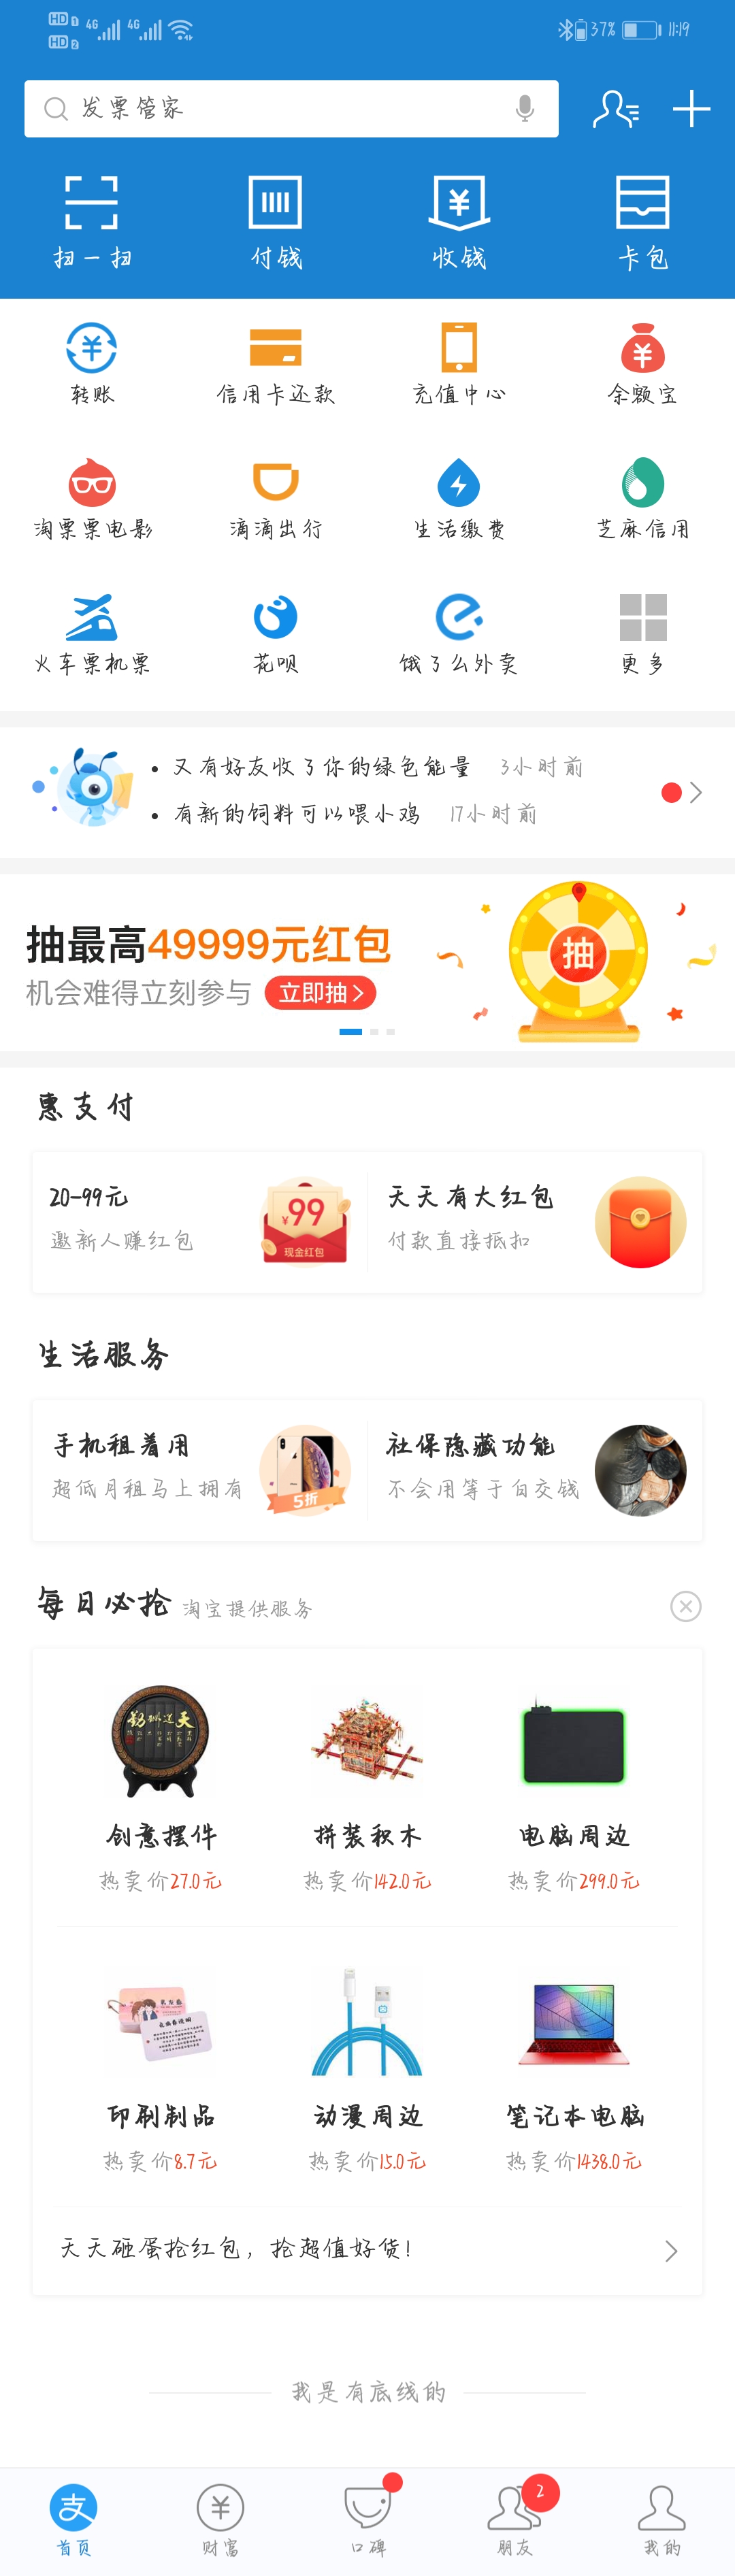 HD 1 4G 4G 37% 11:19
HD 2
发票管家
扫一扫 付钱 收钱 卡包
转账 信用卡还款 充值中心 余额宝
淘票票电影 滴滴出行 生活缴费 芝麻信用
火车票机票 花呗 饿了么外卖 更多
又有好友收了你的绿色能量 3小时前
有新的饲料可以喂小鸡 17小时前
抽最高49999元红包
机会难得立刻参与 立即抽
抽
惠支付
20-99元 天天有大红包
邀新人赚红包 付款直接抵扣
¥99
现金红包
生活服务
手机租着用 社保隐藏功能
超低月租马上拥有 不会用等于白交钱
5折
每日必抢 淘宝提供服务
创意摆件 拼装积木 电脑周边
热卖价27.0元 热卖价142.0元 热卖价299.0元
印刷制品 动漫周边 笔记本电脑
热卖价8.7元 热卖价15.0元 热卖价1438.0元
天天砸蛋抢红包，抢超值好货!
我是有底线的
支 2
首页 财富 口碑 朋友 我的